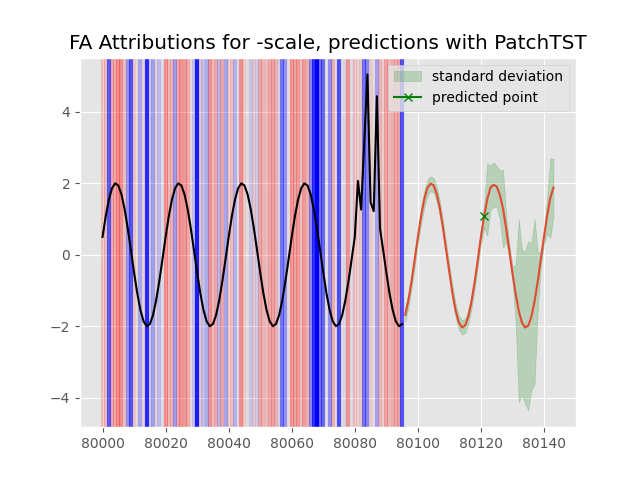 FA Attributions for -scale, predictions with PatchTST
standard deviation
predicted point
4
2
0
−2
−4
80000 80020 80040 80060 80080 80100 80120 80140